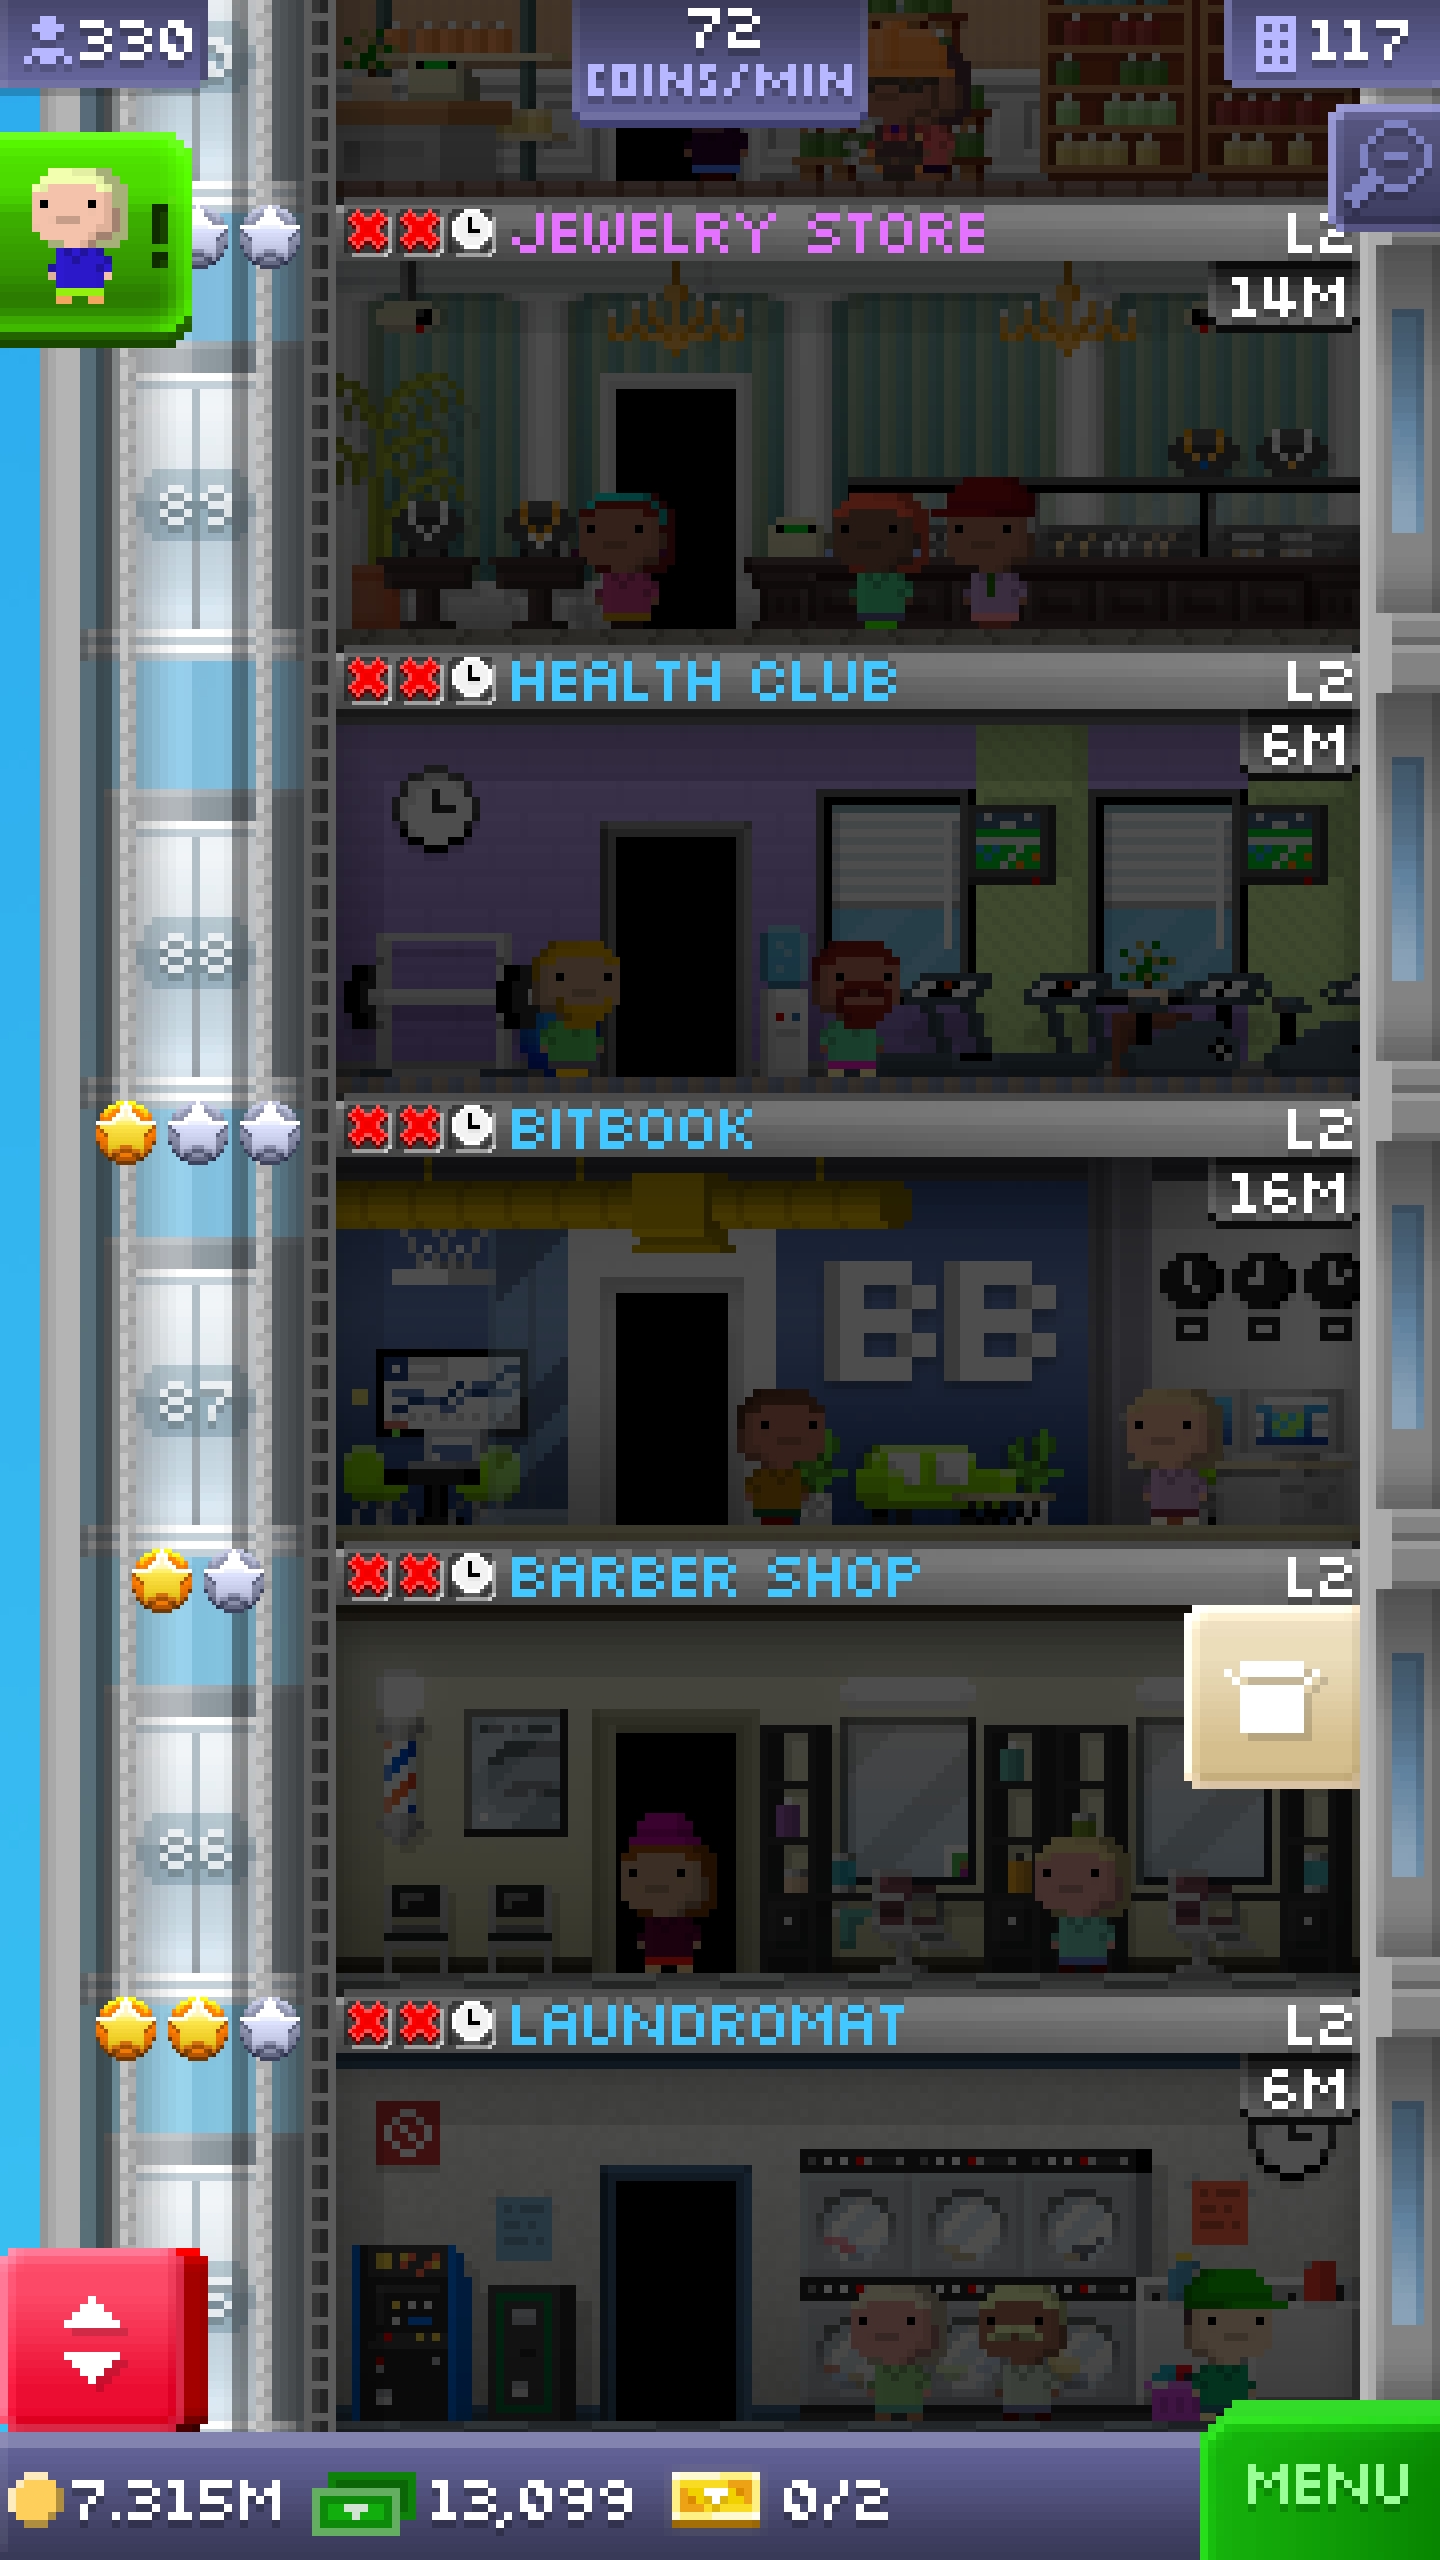 330
72
COINS/MIN
117
JEWELRY STORE L2
14M
89
HEALTH CLUB L2
6M
88
BITBOOK L2
16M
BB
87
BARBER SHOP L2
86
LAUNDROMAT L2
6M
7.315M 13,099 0/2 MENU